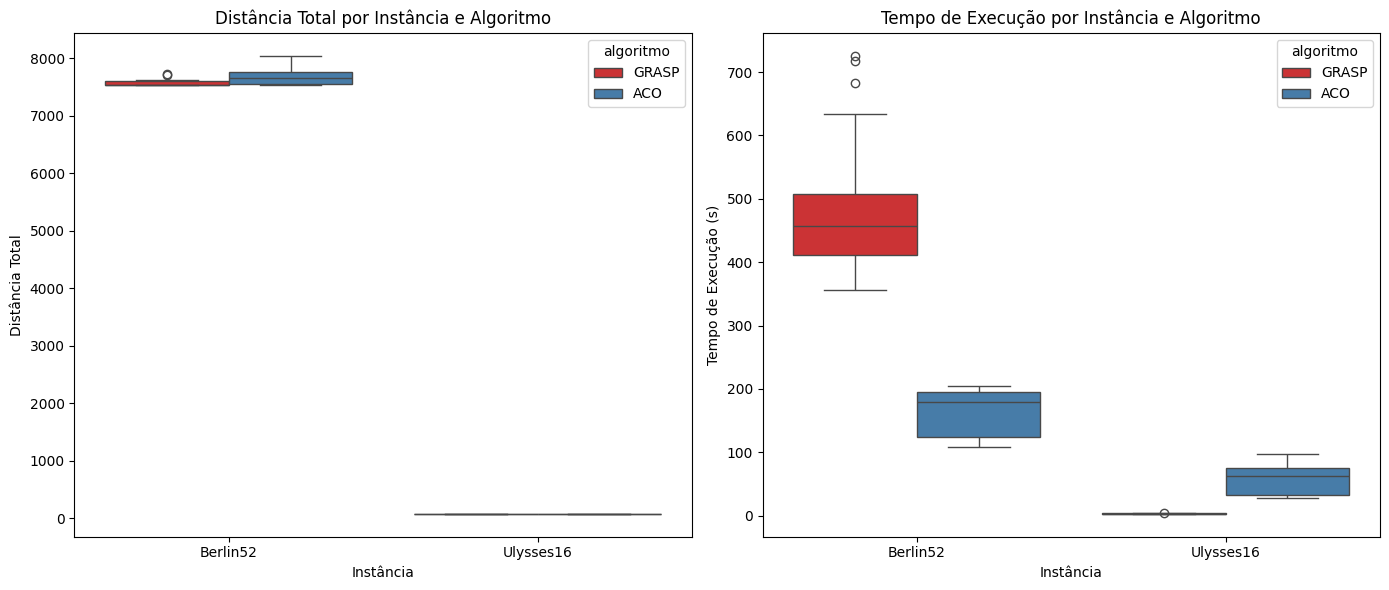 Distância Total por Instância e Algoritmo
8000
7000
6000
5000
4000
3000
2000
1000
0
Distância Total
Berlin52
Ulysses16
Instância
algoritmo
GRASP
ACO
Tempo de Execução por Instância e Algoritmo
700
600
500
400
300
200
100
0
Tempo de Execução (s)
Berlin52
Ulysses16
Instância
algoritmo
GRASP
ACO